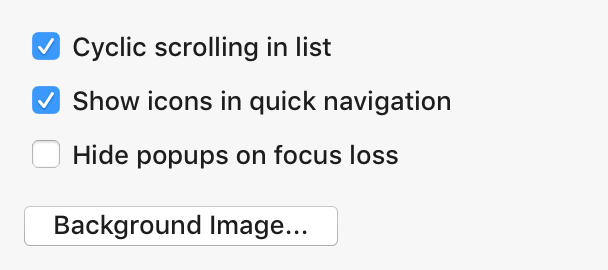 Cyclic scrolling in list
Show icons in quick navigation
Hide popups on focus loss
Background Image...